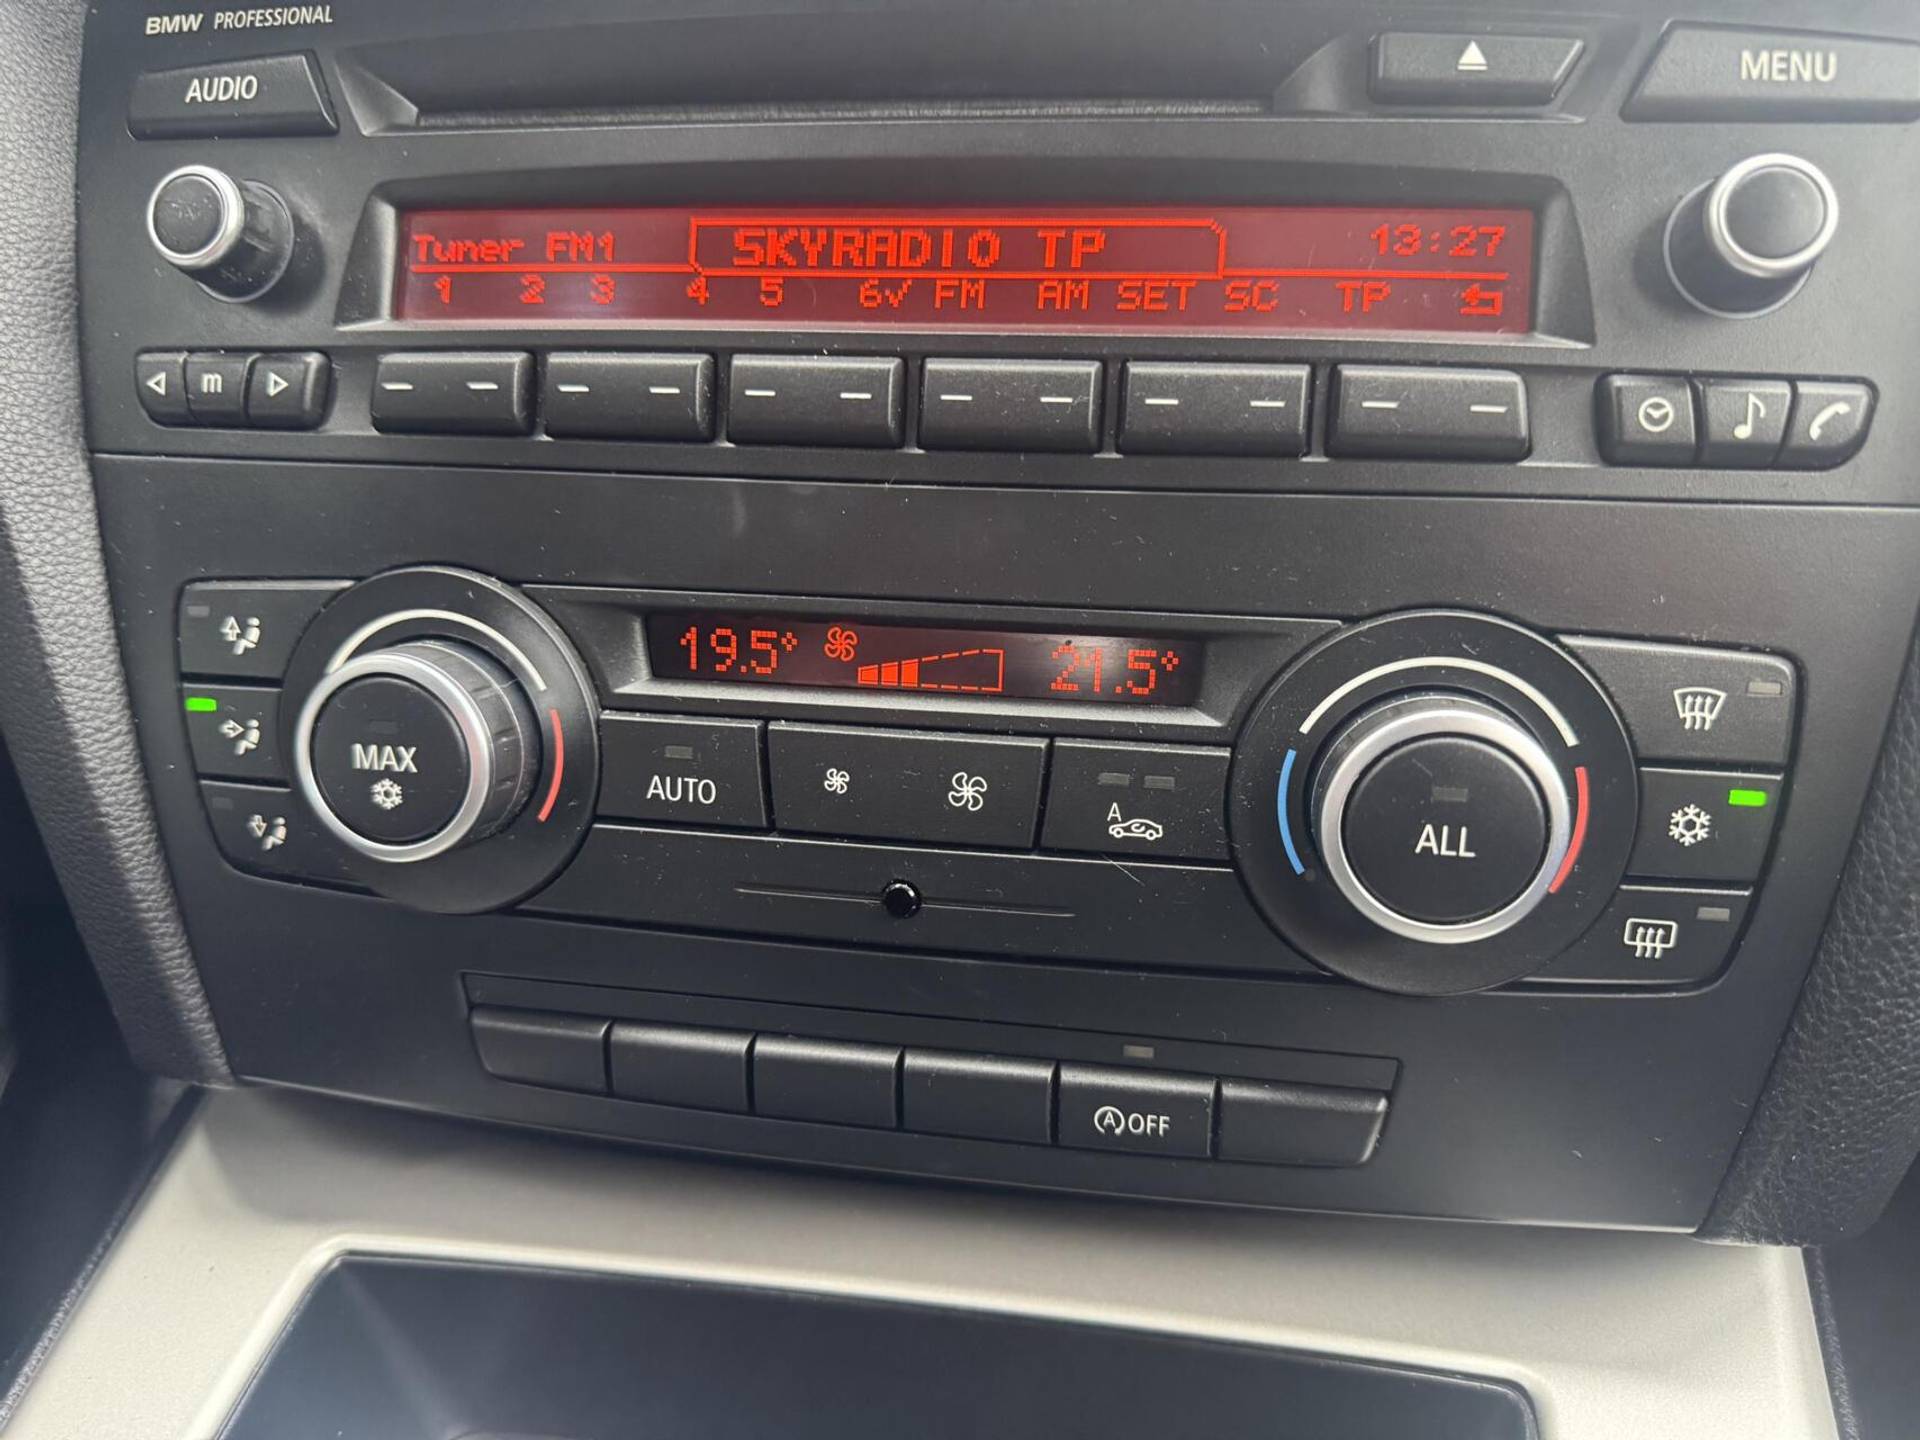 BMW PROFESSIONAL
AUDIO
MENU
Tuner FM1 SKYRADIO TP 13:27
1 2 3 4 5 6✓ FM AM SET SC TP
m
19.5° 21.5°
MAX
AUTO
A
ALL
A OFF